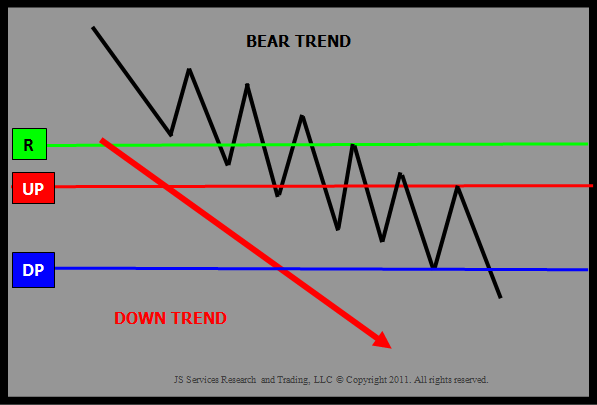 BEAR TREND
R
UP
DP
DOWN TREND
JS Services Research and Trading, LLC © Copyright 2011. All rights reserved.